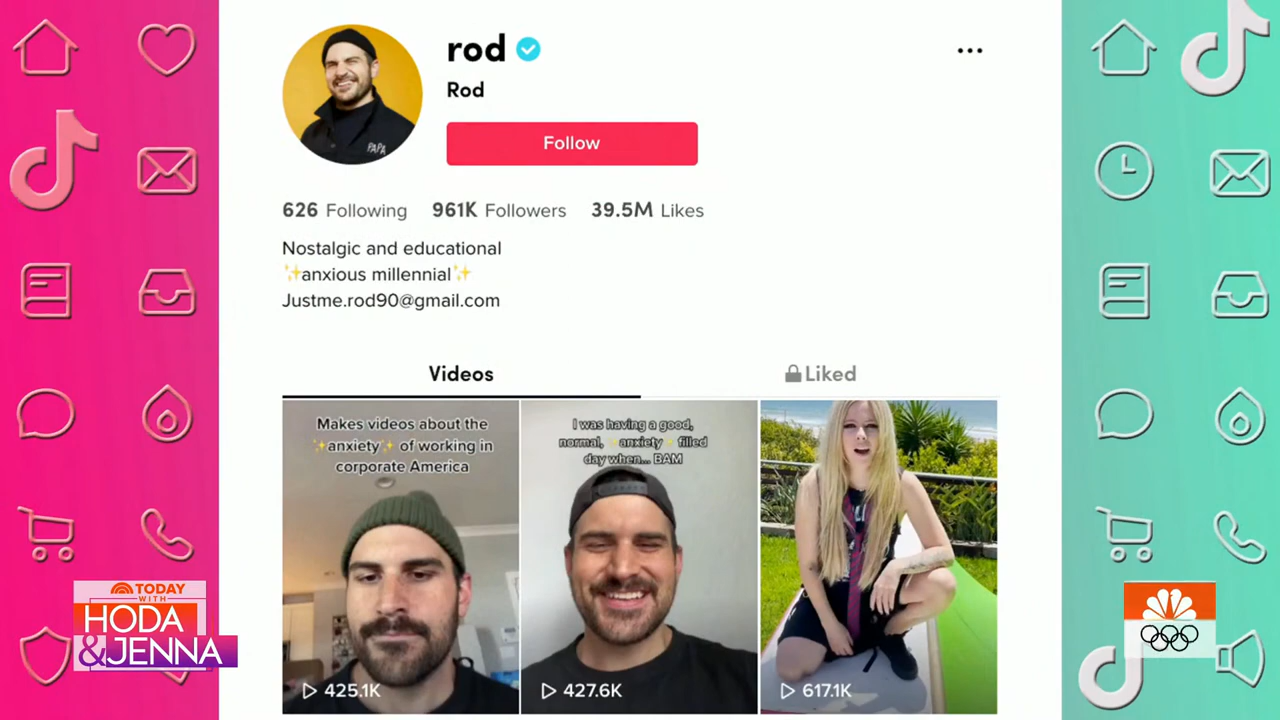 rod
Rod
Follow
626 Following 961K Followers 39.5M Likes
Nostalgic and educational
✨anxious millennial✨
Justme.rod90@gmail.com
Videos
Liked
Makes videos about the
✨anxiety✨ of working in
corporate America
425.1K
I was having a good,
normal, ✨anxiety✨ filled
day when... BAM
427.6K
617.1K
PAPA
TODAY
WITH
HODA
&JENNA